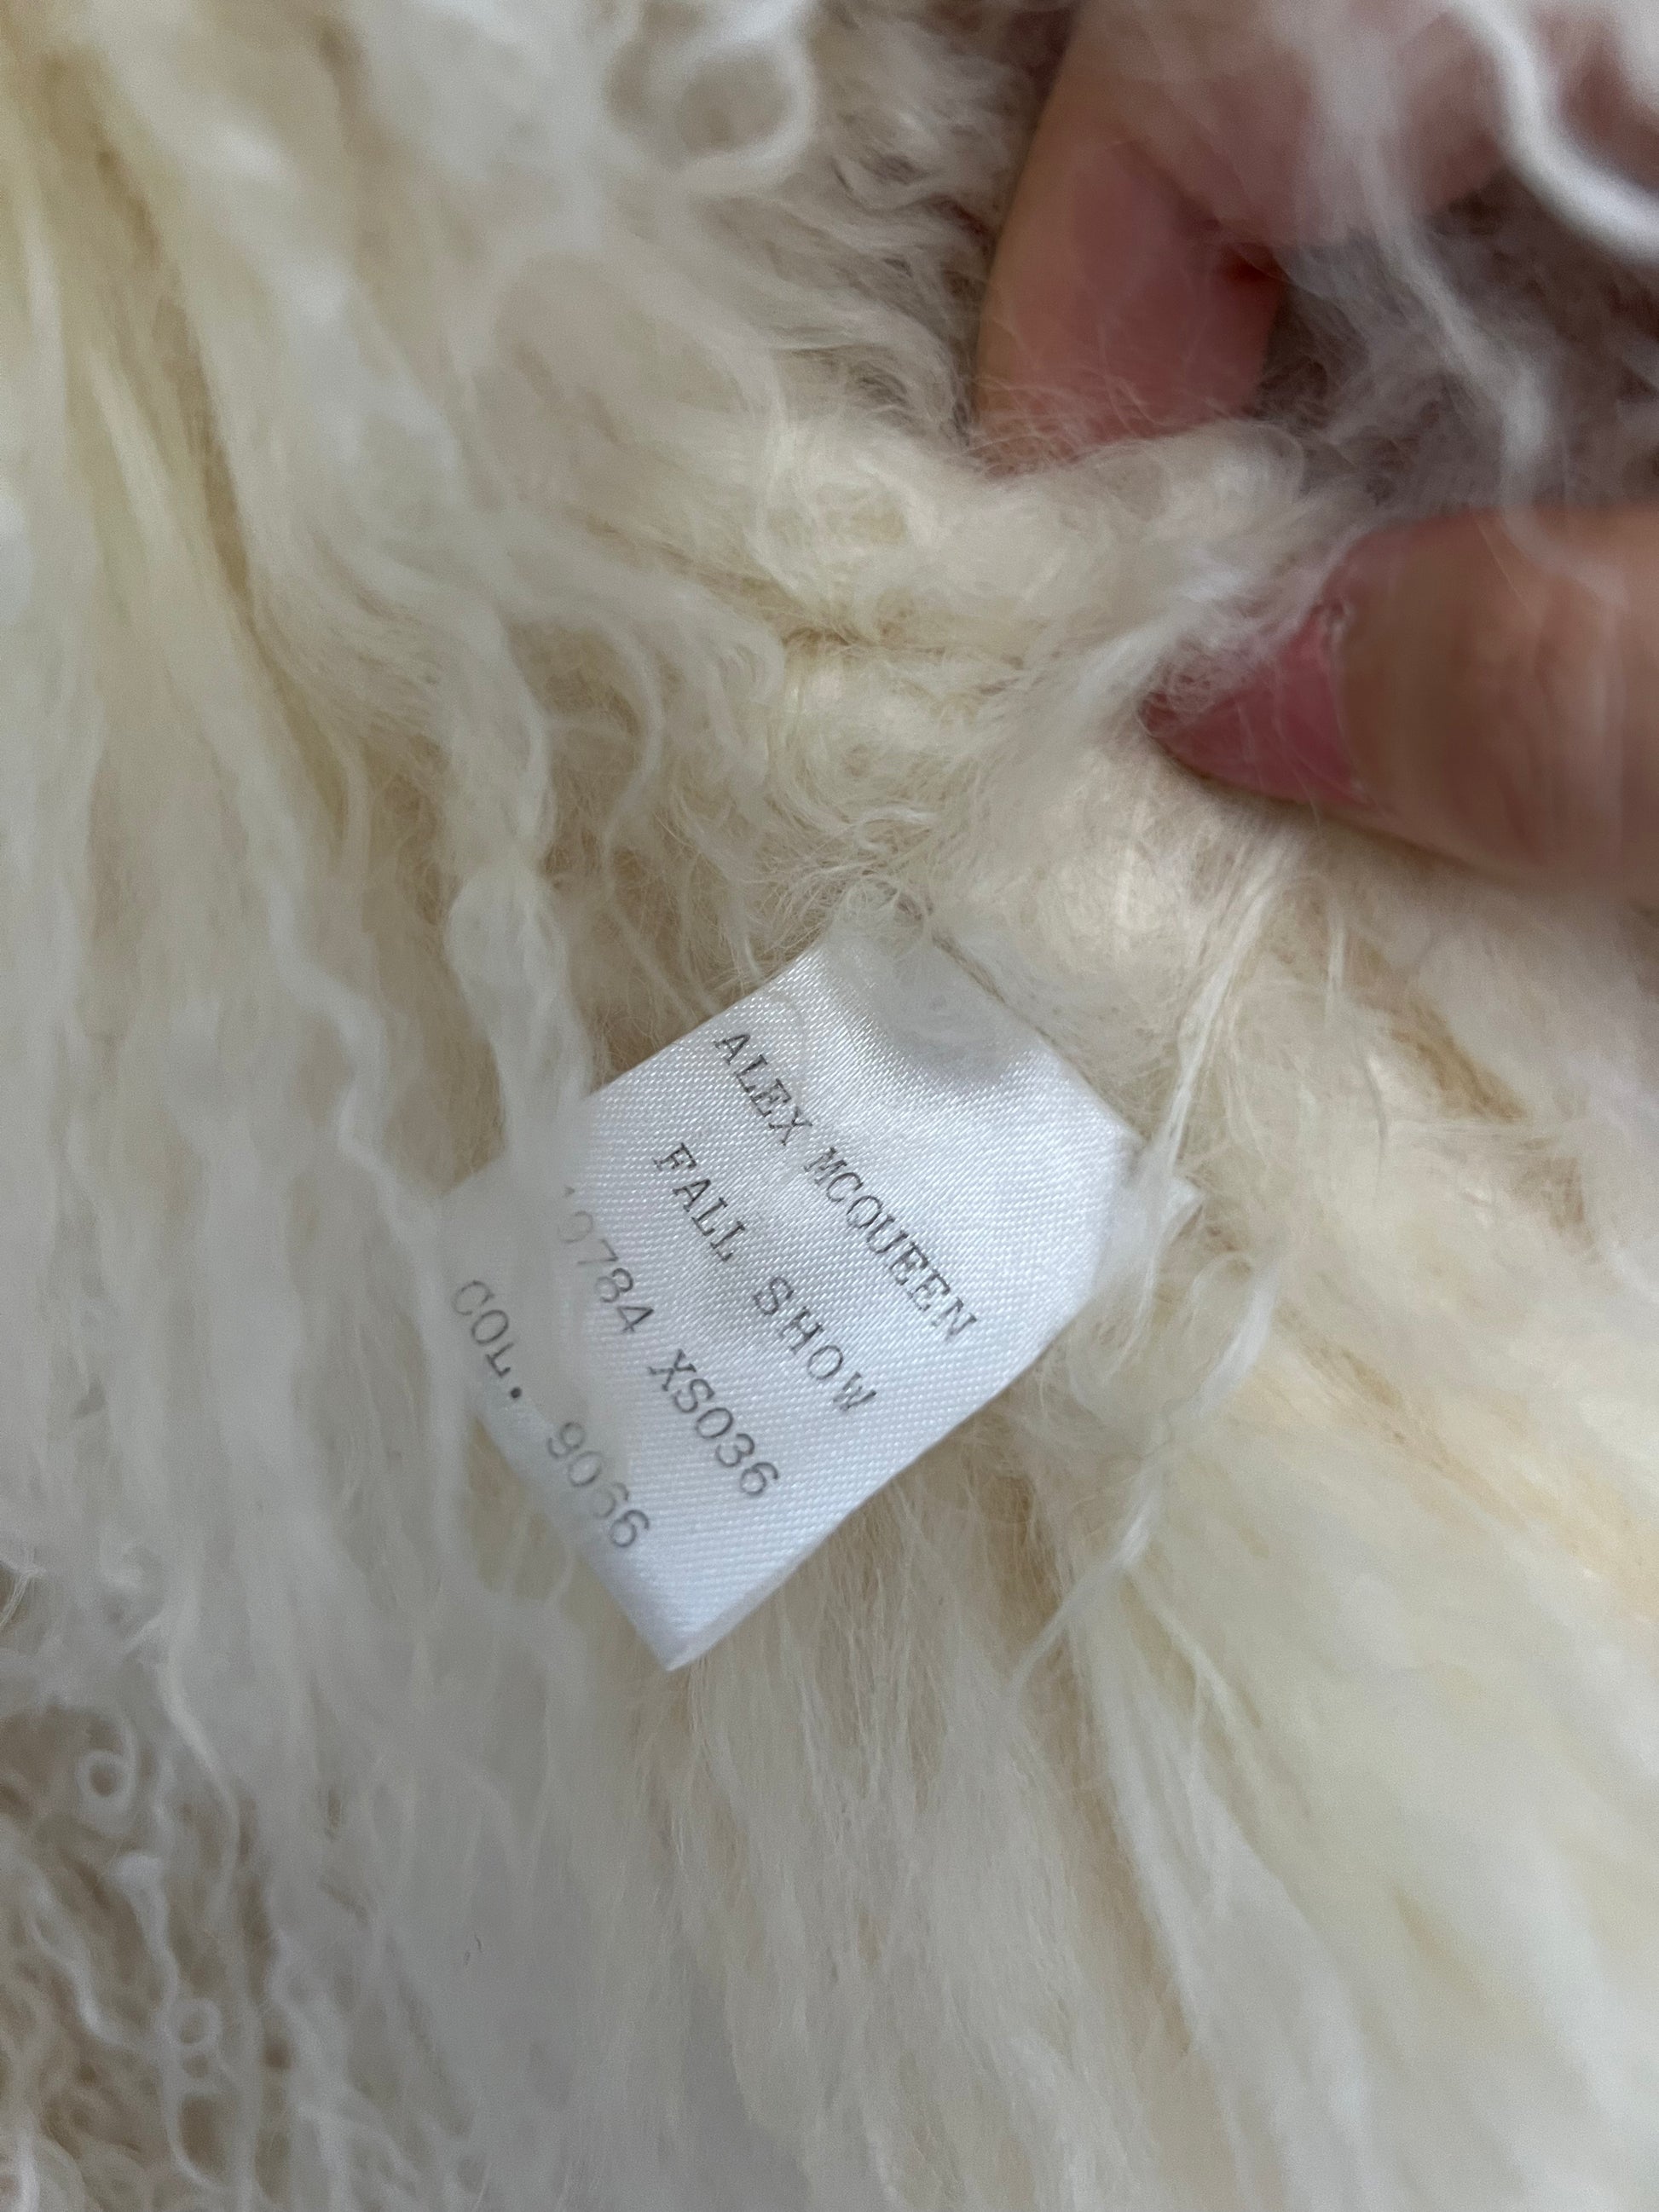 ALEX MCQUEEN
FALL SHOW
XS036
COL. 9066